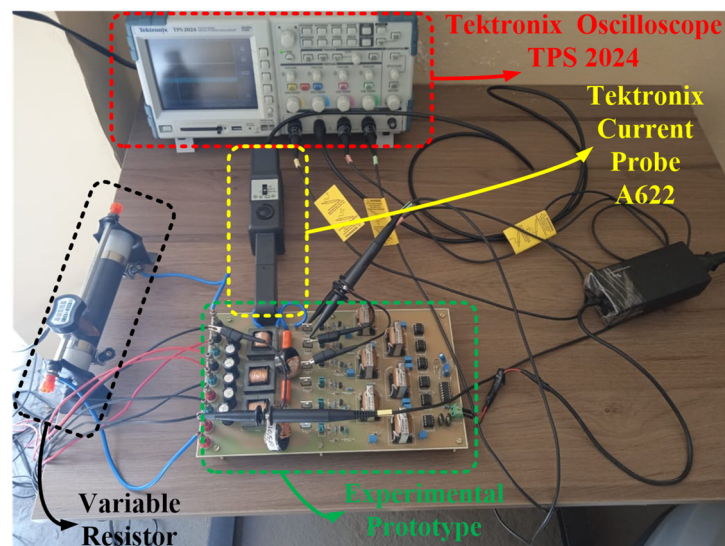 Tektronix
TPS 2024
Tektronix Oscilloscope
TPS 2024
Tektronix
Current
Probe
A622
Variable
Resistor
Experimental
Prototype